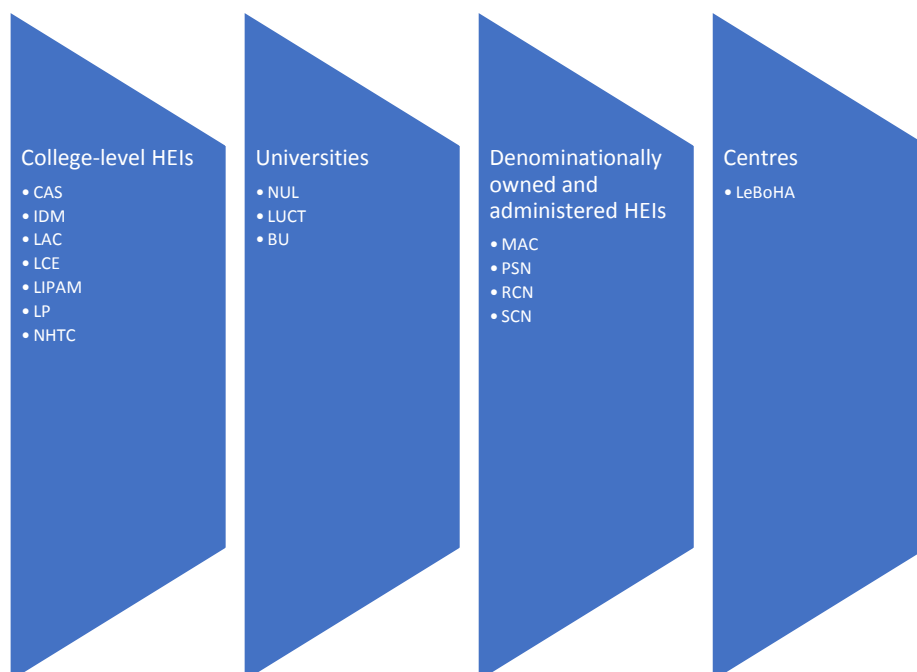 College-level HEIs
• CAS
• IDM
• LAC
• LCE
• LIPAM
• LP
• NHTC
Universities
• NUL
• LUCT
• BU
Denominationally
owned and
administered HEIs
• MAC
• PSN
• RCN
• SCN
Centres
• LeBoHA